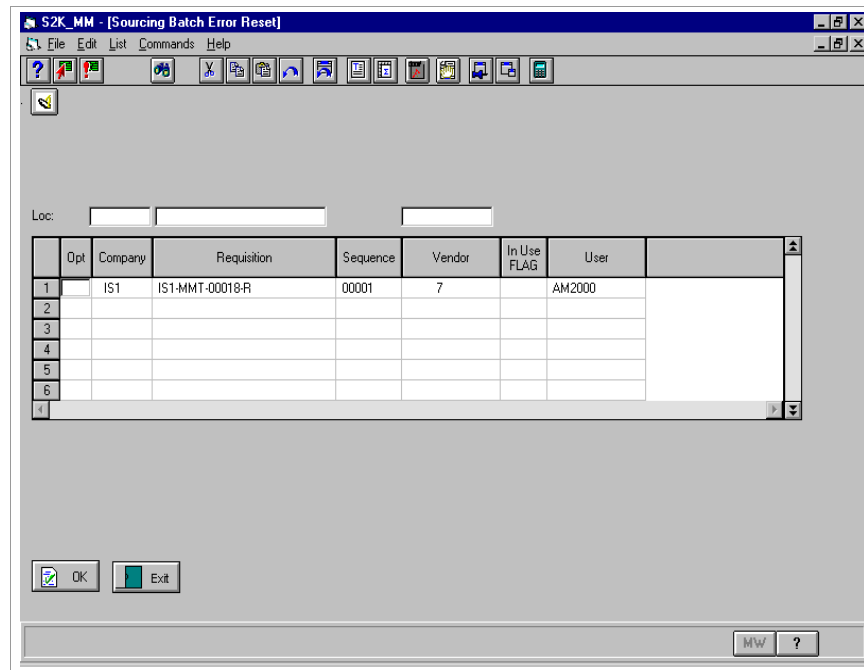 S2K_MM - [Sourcing Batch Error Reset]
File Edit List Commands Help
Loc:
Opt Company Requisition Sequence Vendor In Use FLAG User
1 IS1 IS1-MMT-00018-R 00001 7 AM2000
2
3
4
5
6
OK Exit
MW ?